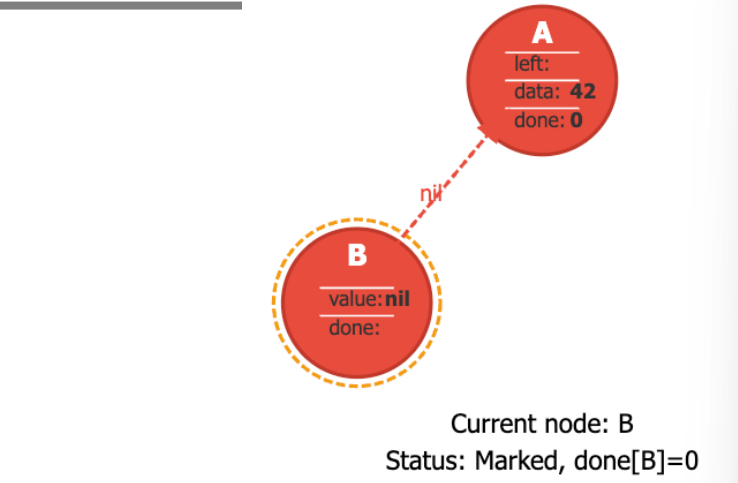 A
left:
data: 42
done: 0
nil
B
value: nil
done:
Current node: B
Status: Marked, done[B]=0